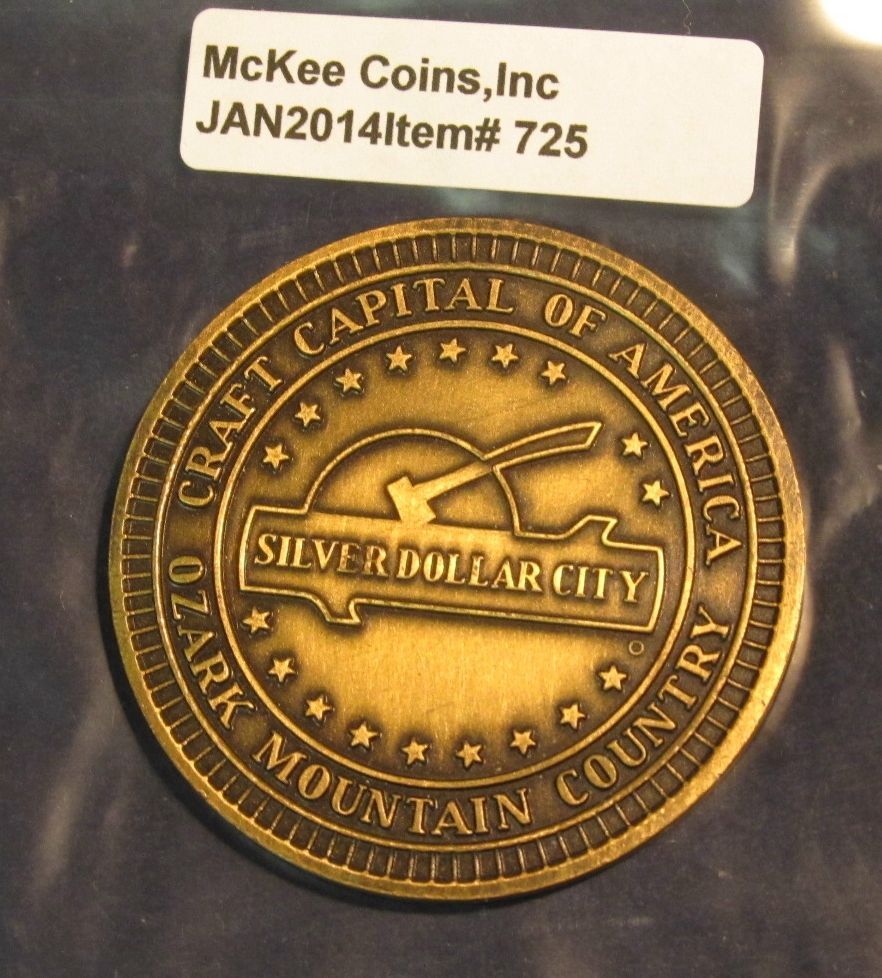 McKee Coins,Inc
JAN2014Item# 725
CRAFT CAPITAL OF AMERICA
SILVER DOLLAR CITY
OZARK MOUNTAIN COUNTRY